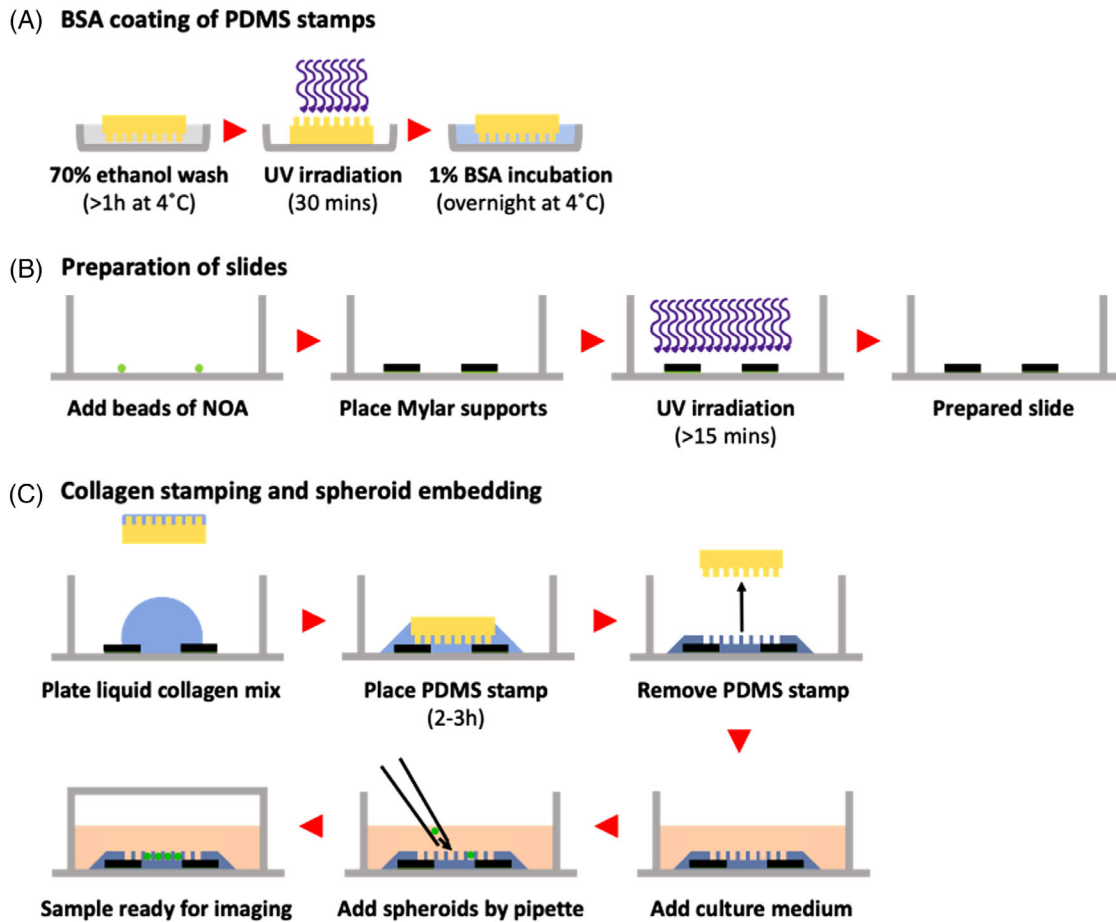 (A) BSA coating of PDMS stamps
70% ethanol wash
(>1h at 4˚C)
UV irradiation
(30 mins)
1% BSA incubation
(overnight at 4˚C)
(B) Preparation of slides
Add beads of NOA
Place Mylar supports
UV irradiation
(>15 mins)
Prepared slide
(C) Collagen stamping and spheroid embedding
Plate liquid collagen mix
Place PDMS stamp
(2-3h)
Remove PDMS stamp
Sample ready for imaging
Add spheroids by pipette
Add culture medium